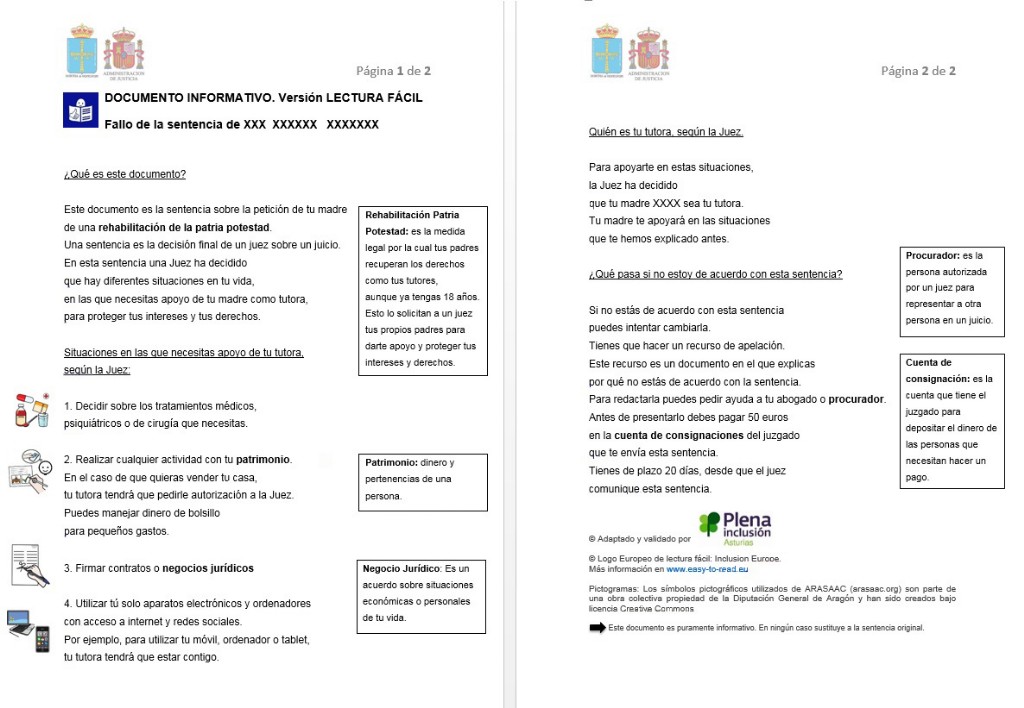 Página 1 de 2
ADMINISTRACION
DE JUSTICIA
DOCUMENTO INFORMATIVO. Versión LECTURA FÁCIL
Fallo de la sentencia de XXX XXXXXX XXXXXXX
¿Qué es este documento?
Este documento es la sentencia sobre la petición de tu madre
de una rehabilitación de la patria potestad.
Una sentencia es la decisión final de un juez sobre un juicio.
En esta sentencia una Juez ha decidido
que hay diferentes situaciones en tu vida,
en las que necesitas apoyo de tu madre como tutora,
para proteger tus intereses y tus derechos.
Rehabilitación Patria
Potestad: es la medida
legal por la cual tus padres
recuperan los derechos
como tus tutores,
aunque ya tengas 18 años.
Esto lo solicitan a un juez
tus propios padres para
darte apoyo y proteger tus
intereses y derechos.
Situaciones en las que necesitas apoyo de tu tutora,
según la Juez:
1. Decidir sobre los tratamientos médicos,
psiquiátricos o de cirugía que necesitas.
2. Realizar cualquier actividad con tu patrimonio.
En el caso de que quieras vender tu casa,
tu tutora tendrá que pedirle autorización a la Juez.
Puedes manejar dinero de bolsillo
para pequeños gastos.
Patrimonio: dinero y
pertenencias de una
persona.
3. Firmar contratos o negocios jurídicos
Negocio Jurídico: Es un
acuerdo sobre situaciones
económicas o personales
de tu vida.
4. Utilizar tú solo aparatos electrónicos y ordenadores
con acceso a internet y redes sociales.
Por ejemplo, para utilizar tu móvil, ordenador o tablet,
tu tutora tendrá que estar contigo.
Página 2 de 2
ADMINISTRACION
DE JUSTICIA
Quién es tu tutora, según la Juez.
Para apoyarte en estas situaciones,
la Juez ha decidido
que tu madre XXXX sea tu tutora.
Tu madre te apoyará en las situaciones
que te hemos explicado antes.
Procurador: es la
persona autorizada
por un juez para
representar a otra
persona en un juicio.
¿Qué pasa si no estoy de acuerdo con esta sentencia?
Si no estás de acuerdo con esta sentencia
puedes intentar cambiarla.
Tienes que hacer un recurso de apelación.
Este recurso es un documento en el que explicas
por qué no estás de acuerdo con la sentencia.
Para redactarla puedes pedir ayuda a tu abogado o procurador.
Antes de presentarlo debes pagar 50 euros
en la cuenta de consignaciones del juzgado
que te envía esta sentencia.
Tienes de plazo 20 días, desde que el juez
comunique esta sentencia.
Cuenta de
consignación: es la
cuenta que tiene el
juzgado para
depositar el dinero de
las personas que
necesitan hacer un
pago.
© Adaptado y validado por
Plena
inclusión
Asturias
© Logo Europeo de lectura fácil: Inclusion Europe.
Más información en www.easy-to-read.eu
Pictogramas: Los símbolos pictográficos utilizados de ARASAAC (arasaac.org) son parte de
una obra colectiva propiedad de la Diputación General de Aragón y han sido creados bajo
licencia Creative Commons
Este documento es puramente informativo. En ningún caso sustituye a la sentencia original.